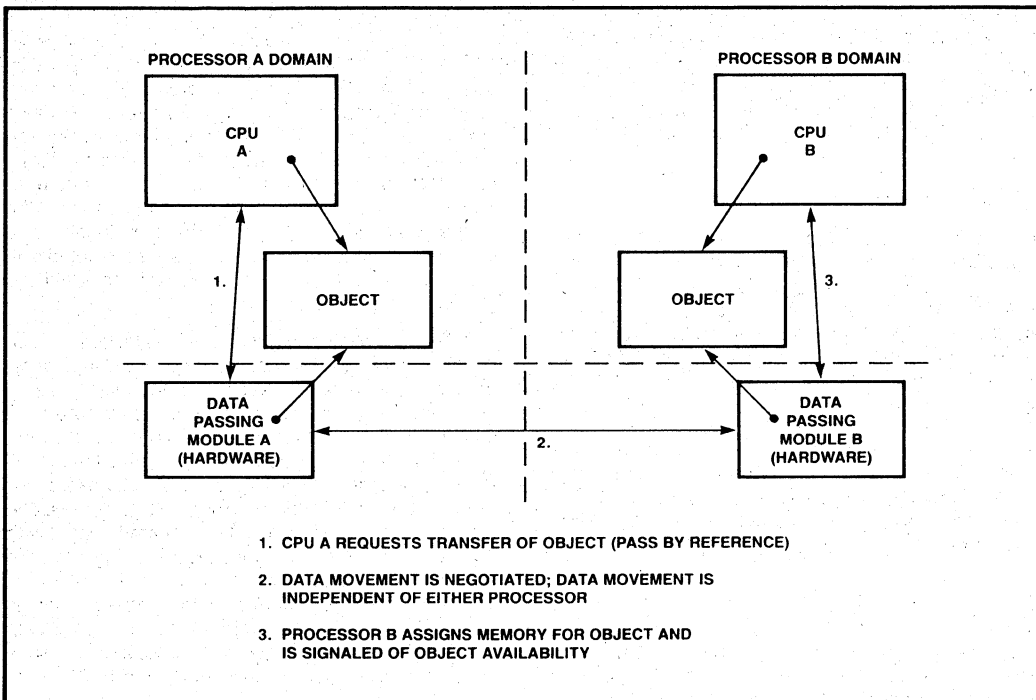 PROCESSOR A DOMAIN
PROCESSOR B DOMAIN
CPU
A
CPU
B
1.
OBJECT
OBJECT
3.
DATA
PASSING
MODULE A
(HARDWARE)
2.
DATA
PASSING
MODULE B
(HARDWARE)
1. CPU A REQUESTS TRANSFER OF OBJECT (PASS BY REFERENCE)
2. DATA MOVEMENT IS NEGOTIATED; DATA MOVEMENT IS
INDEPENDENT OF EITHER PROCESSOR
3. PROCESSOR B ASSIGNS MEMORY FOR OBJECT AND
IS SIGNALED OF OBJECT AVAILABILITY